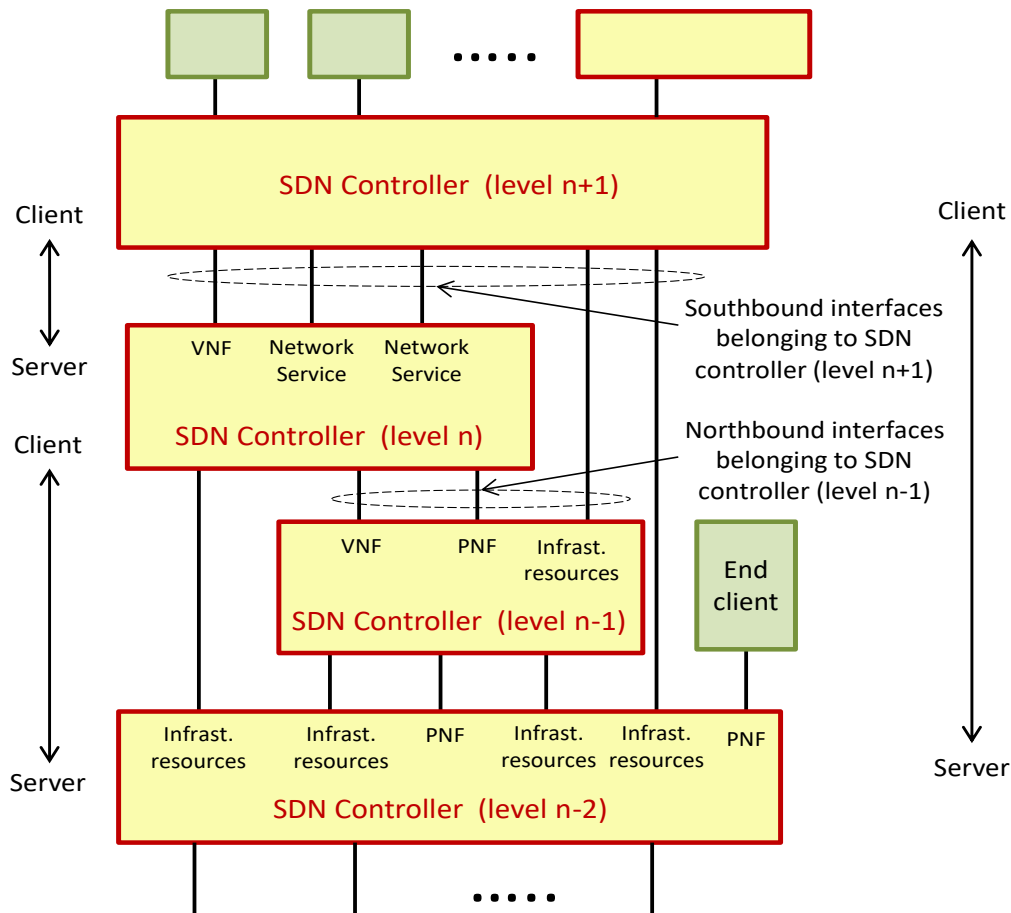 SDN Controller (level n+1)
Client
Server
Client
Southbound interfaces
belonging to SDN
controller (level n+1)
VNF
Network
Service
Network
Service
SDN Controller (level n)
Client
Server
Northbound interfaces
belonging to SDN
controller (level n-1)
VNF
PNF
Infrast.
resources
SDN Controller (level n-1)
End
client
Infrast.
resources
Infrast.
resources
PNF
Infrast.
resources
Infrast.
resources
PNF
SDN Controller (level n-2)
Server